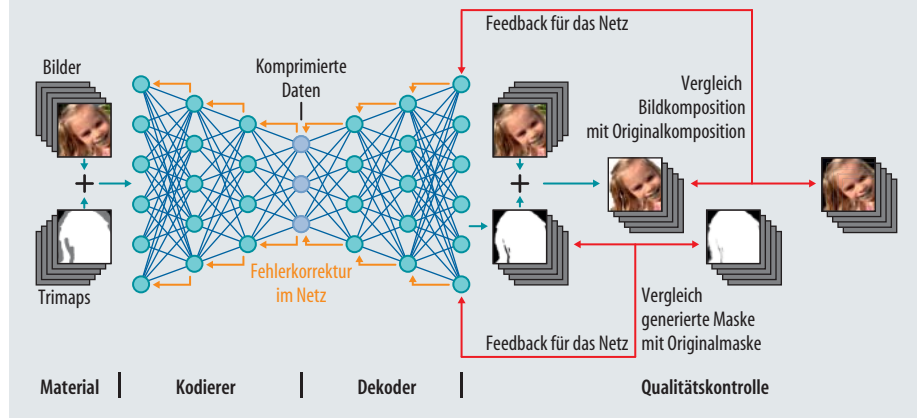 Feedback für das Netz
Bilder
Komprimierte
Daten
Vergleich
Bildkomposition
mit Originalkomposition
+
+
Trimaps
Fehlerkorrektur
im Netz
Vergleich
generierte Maske
mit Originalmaske
Feedback für das Netz
Material | Kodierer | Dekoder | Qualitätskontrolle